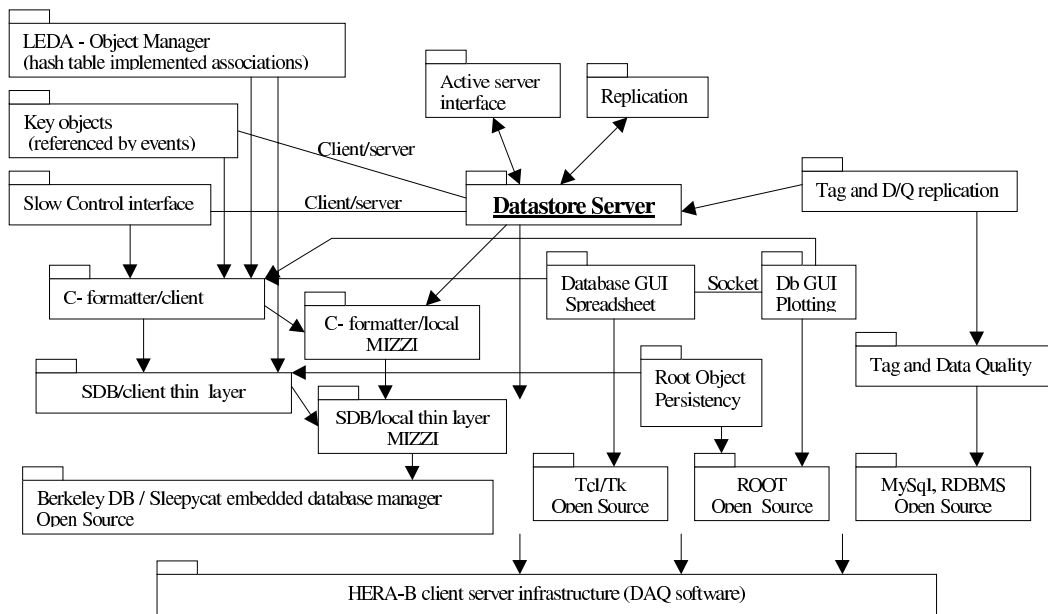 LEDA - Object Manager
(hash table implemented associations)
Active server
interface
Replication
Key objects
(referenced by events)
Client/server
Slow Control interface
Client/server
Datastore Server
Tag and D/Q replication
C- formatter/client
Database GUI
Spreadsheet
Socket
Db GUI
Plotting
C- formatter/local
MIZZI
SDB/client thin layer
Root Object
Persistency
Tag and Data Quality
SDB/local thin layer
MIZZI
Berkeley DB / Sleepycat embedded database manager
Open Source
Tcl/Tk
Open Source
ROOT
Open Source
MySql, RDBMS
Open Source
HERA-B client server infrastructure (DAQ software)